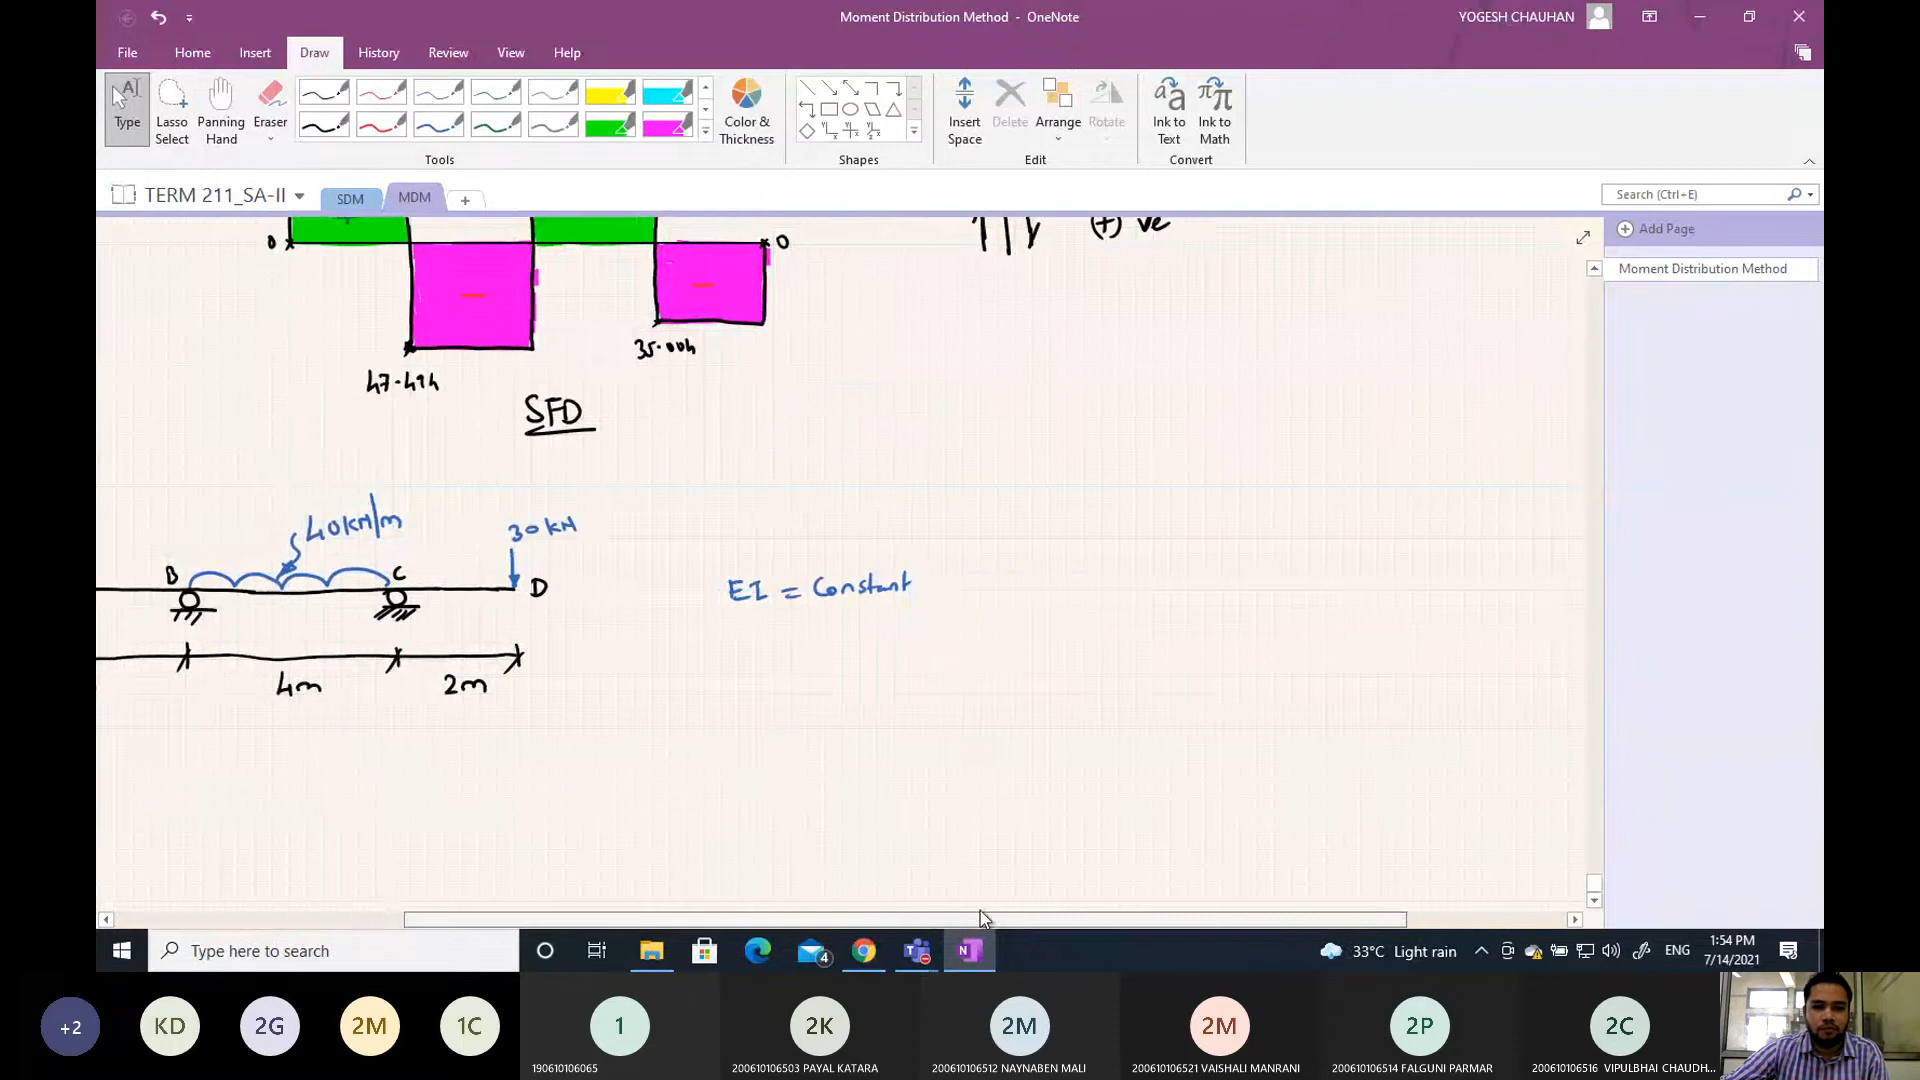 Moment Distribution Method - OneNote
YOGESH CHAUHAN
File Home Insert Draw History View Help
Type
Lasso Select
Panning Hand
Eraser
Color & Thickness
Insert Space
Delete
Arrange
Rotate
Ink to Text
Ink to Math
Tools Shapes Edit Convert
TERM 211_SA-II
SDM
MDM
Search (Ctrl+E)
Add Page
Moment Distribution Method
(+) ve
0
0
35.004
47.494
SFD
40kN/m
30kN
B
C
D
EI = Constant
4m
2m
Type here to search
4
33°C Light rain
ENG
1:54 PM
7/14/2021
+2
KD
2G
2M
1C
1
2K
2M
2M
2P
2C
190610106065
200610106503 PAYAL KATARA
200610106512 NAYNABEN MALI
200610106521 VAISHALI MANRANI
200610106514 FALGUNI PARMAR
200610106516 VIPULBHAI CHAUDH...